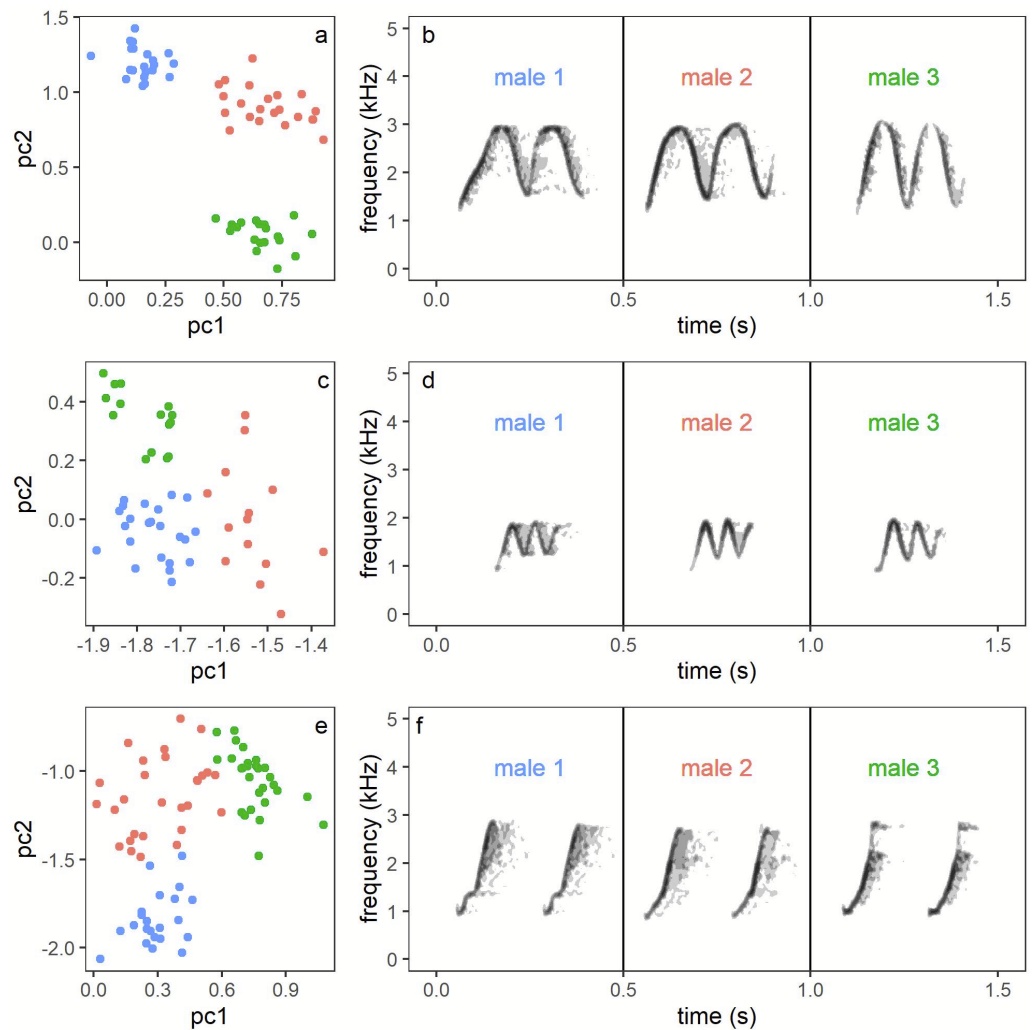 a
1.5
1.0
0.5
0.0
pc2
0.00 0.25 0.50 0.75
pc1
b
male 1 male 2 male 3
5
4
3
2
1
0
frequency (kHz)
0.0 0.5 1.0 1.5
time (s)
c
0.4
0.2
0.0
-0.2
pc2
-1.9 -1.8 -1.7 -1.6 -1.5 -1.4
pc1
d
male 1 male 2 male 3
5
4
3
2
1
0
frequency (kHz)
0.0 0.5 1.0 1.5
time (s)
e
-1.0
-1.5
-2.0
pc2
0.0 0.3 0.6 0.9
pc1
f
male 1 male 2 male 3
5
4
3
2
1
0
frequency (kHz)
0.0 0.5 1.0 1.5
time (s)